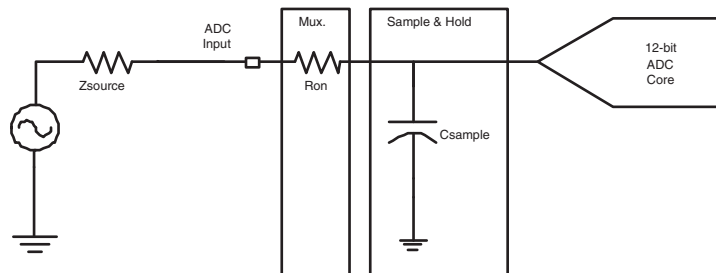 ADC
Input
Mux.
Sample & Hold
12-bit
ADC
Core
Zsource
Ron
Csample